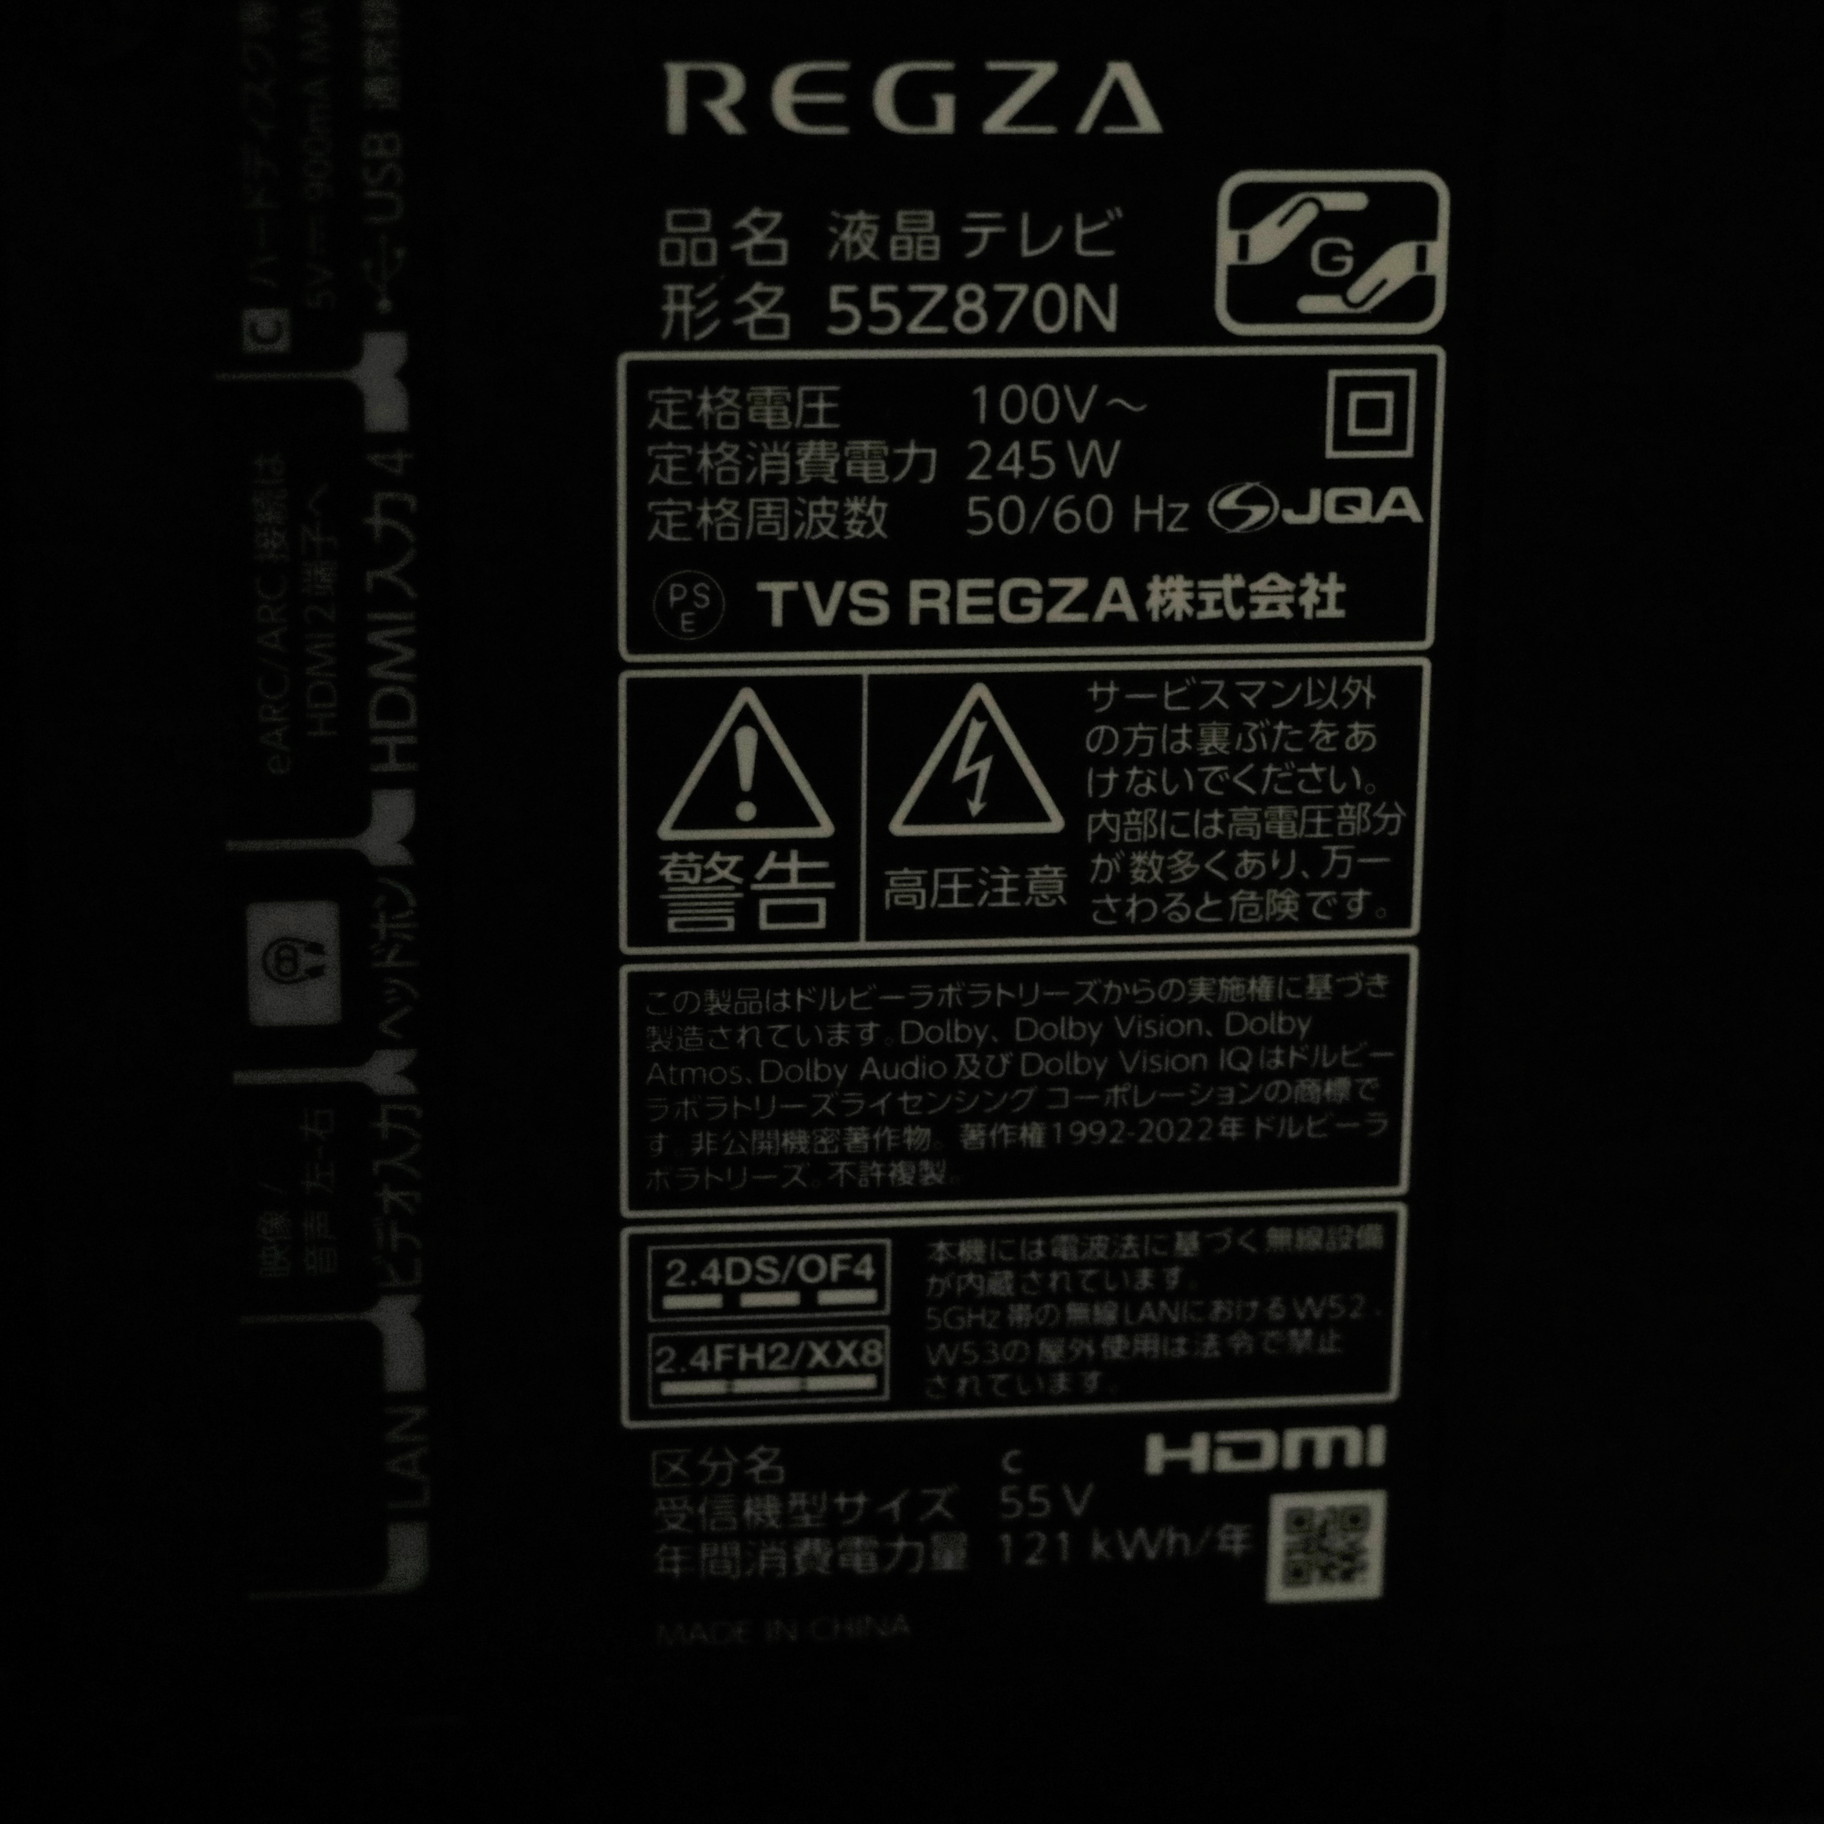 REGZA
品名 液晶テレビ
形名 55Z870N
G
定格電圧 100V～
定格消費電力 245W
定格周波数 50/60 Hz JQA
PS
E
TVS REGZA株式会社
警告
高圧注意
サービスマン以外
の方は裏ぶたをあ
けないでください。
内部には高電圧部分
が数多くあり、万一
さわると危険です。
この製品はドルビーラボラトリーズからの実施権に基づき
製造されています。Dolby、Dolby Vision、Dolby
Atmos、Dolby Audio及びDolby Vision IQはドルビー
ラボラトリーズライセンシング コーポレーションの商標で
す。非公開機密著作物。著作権1992-2022年ドルビーラ
ボラトリーズ。不許複製。
2.4DS/OF4
2.4FH2/XX8
本機には電波法に基づく無線設備
が内蔵されています。
5GHz帯の無線LANにおけるW52、
W53の屋外使用は法令で禁止
されています。
HDMI
区分名 c
受信機型サイズ 55V
年間消費電力量 121 kWh/年
MADE IN CHINA
C ハードディスク
5V 900mA MA
USB 通常
eARC/ARC接続は
HDMI2端子へ
HDMI入力4
ヘッドホン
映像/
音声 左-右
ビデオ入力
LAN